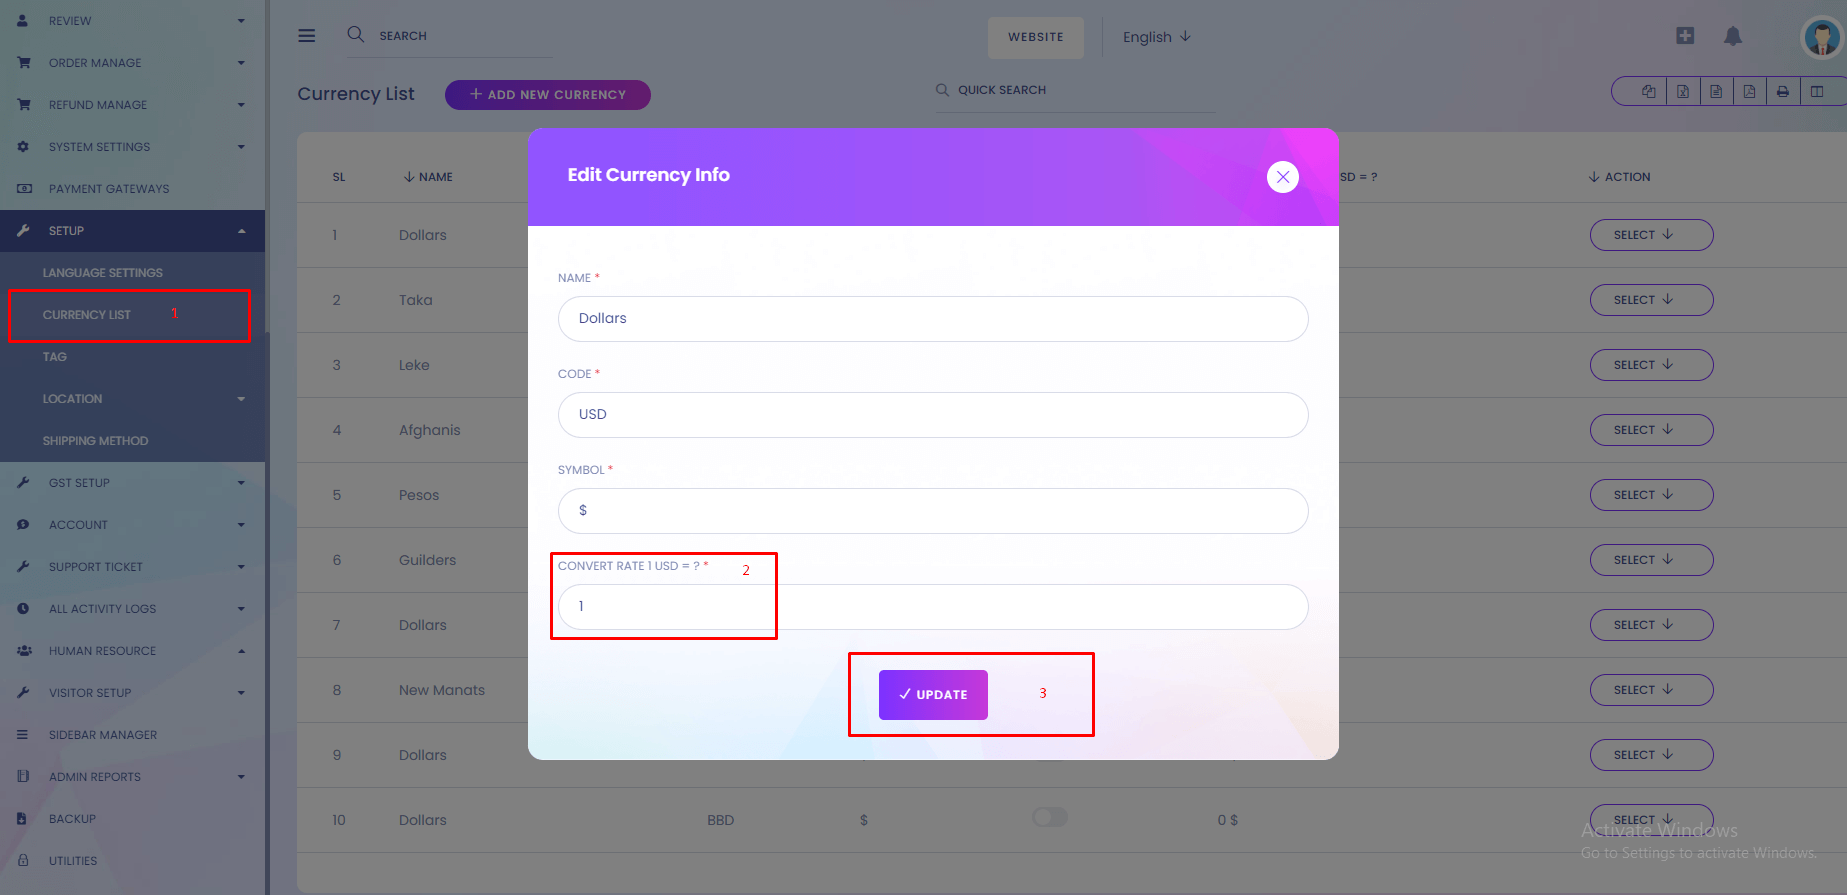 REVIEW
ORDER MANAGE
REFUND MANAGE
SYSTEM SETTINGS
PAYMENT GATEWAYS
SETUP
LANGUAGE SETTINGS
CURRENCY LIST 1
TAG
LOCATION
SHIPPING METHOD
GST SETUP
ACCOUNT
SUPPORT TICKET
ALL ACTIVITY LOGS
HUMAN RESOURCE
VISITOR SETUP
SIDEBAR MANAGER
ADMIN REPORTS
BACKUP
UTILITIES
SEARCH
WEBSITE
English
Currency List
+ ADD NEW CURRENCY
QUICK SEARCH
SL NAME SD = ? ACTION
1 Dollars SELECT
2 Taka SELECT
3 Leke SELECT
4 Afghanis SELECT
5 Pesos SELECT
6 Guilders SELECT
7 Dollars SELECT
8 New Manats SELECT
9 Dollars SELECT
10 Dollars BBD $ 0 $ SELECT
Edit Currency Info
NAME *
Dollars
CODE *
USD
SYMBOL *
$
CONVERT RATE 1 USD = ? * 2
1
UPDATE 3
Activate Windows
Go to Settings to activate Windows.